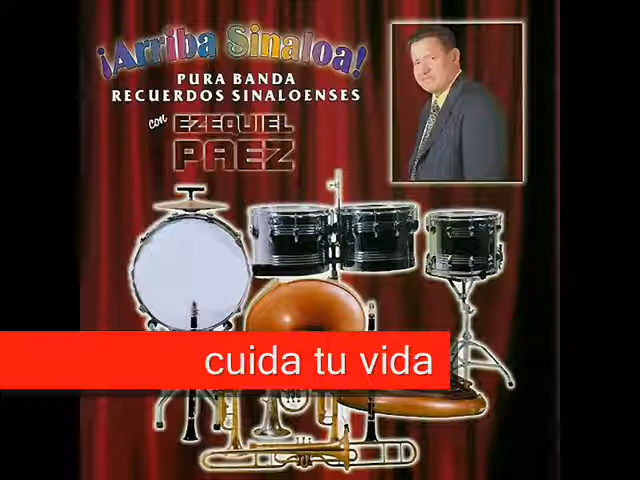 ¡Arriba Sinaloa!
PURA BANDA
RECUERDOS SINALOENSES
con EZEQUIEL
PAEZ
cuida tu vida